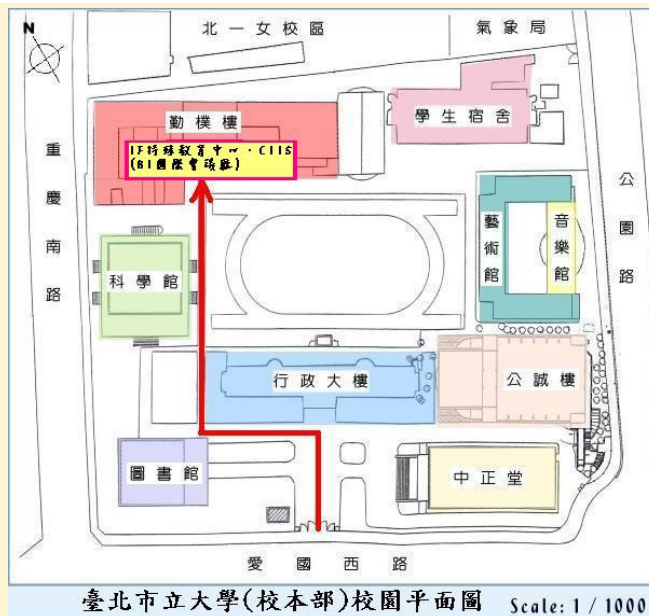 N
北一女校區
氣象局
勤樸樓
1F特殊教育中心・C115
(B1國際會議廳)
學生宿舍
重慶南路
公園路
藝術館
音樂館
科學館
行政大樓
公誠樓
圖書館
中正堂
愛國西路
臺北市立大學(校本部)校園平面圖 Scale: 1 / 1000